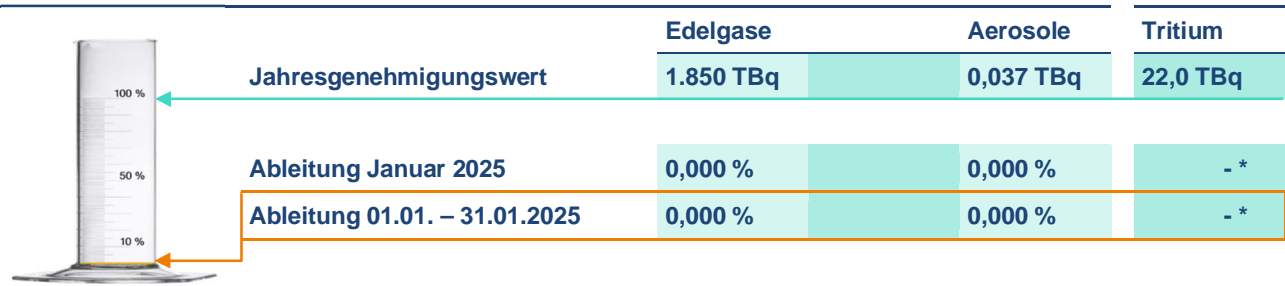 Edelgase Aerosole Tritium
Jahresgenehmigungswert 1.850 TBq 0,037 TBq 22,0 TBq
100 %
Ableitung Januar 2025 0,000 % 0,000 % - *
50 %
Ableitung 01.01. – 31.01.2025 0,000 % 0,000 % - *
10 %